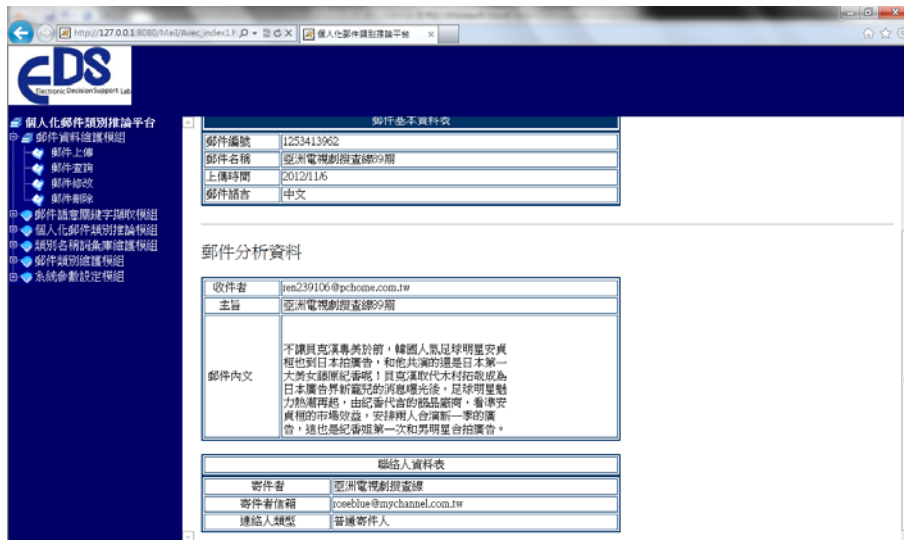 http://127.0.0.1:8080/Mail/Avec_index1.h
個人化郵件類別推論平台
EDS
Electronic Decision Support Lab
個人化郵件類別推論平台
郵件資料維護模組
郵件上傳
郵件查詢
郵件修改
郵件刪除
郵件語意關鍵字擷取模組
個人化郵件類別推論模組
類別名稱詞彙庫維護模組
郵件類別維護模組
系統參數設定模組
郵件基本資料表
郵件編號 1253413962
郵件名稱 亞洲電視劇搜查線89期
上傳時間 2012/11/6
郵件語言 中文
郵件分析資料
收件者 ren239106@pchome.com.tw
主旨 亞洲電視劇搜查線89期
郵件內文
不讓貝克漢專美於前，韓國人氣足球明星安貞
桓也到日本拍廣告，和他共演的還是日本第一
大美女藤原紀香呢！貝克漢取代木村拓哉成為
日本廣告界新寵兒的消息曝光後，足球明星魅
力熱潮再起，由紀香代言的飾品廠商，看準安
貞桓的市場效益，安排兩人合演新一季的廣
告，這也是紀香姐第一次和男明星合拍廣告。
聯絡人資料表
寄件者 亞洲電視劇搜查線
寄件者信箱 roseblue@mychannel.com.tw
連絡人類型 普通寄件人